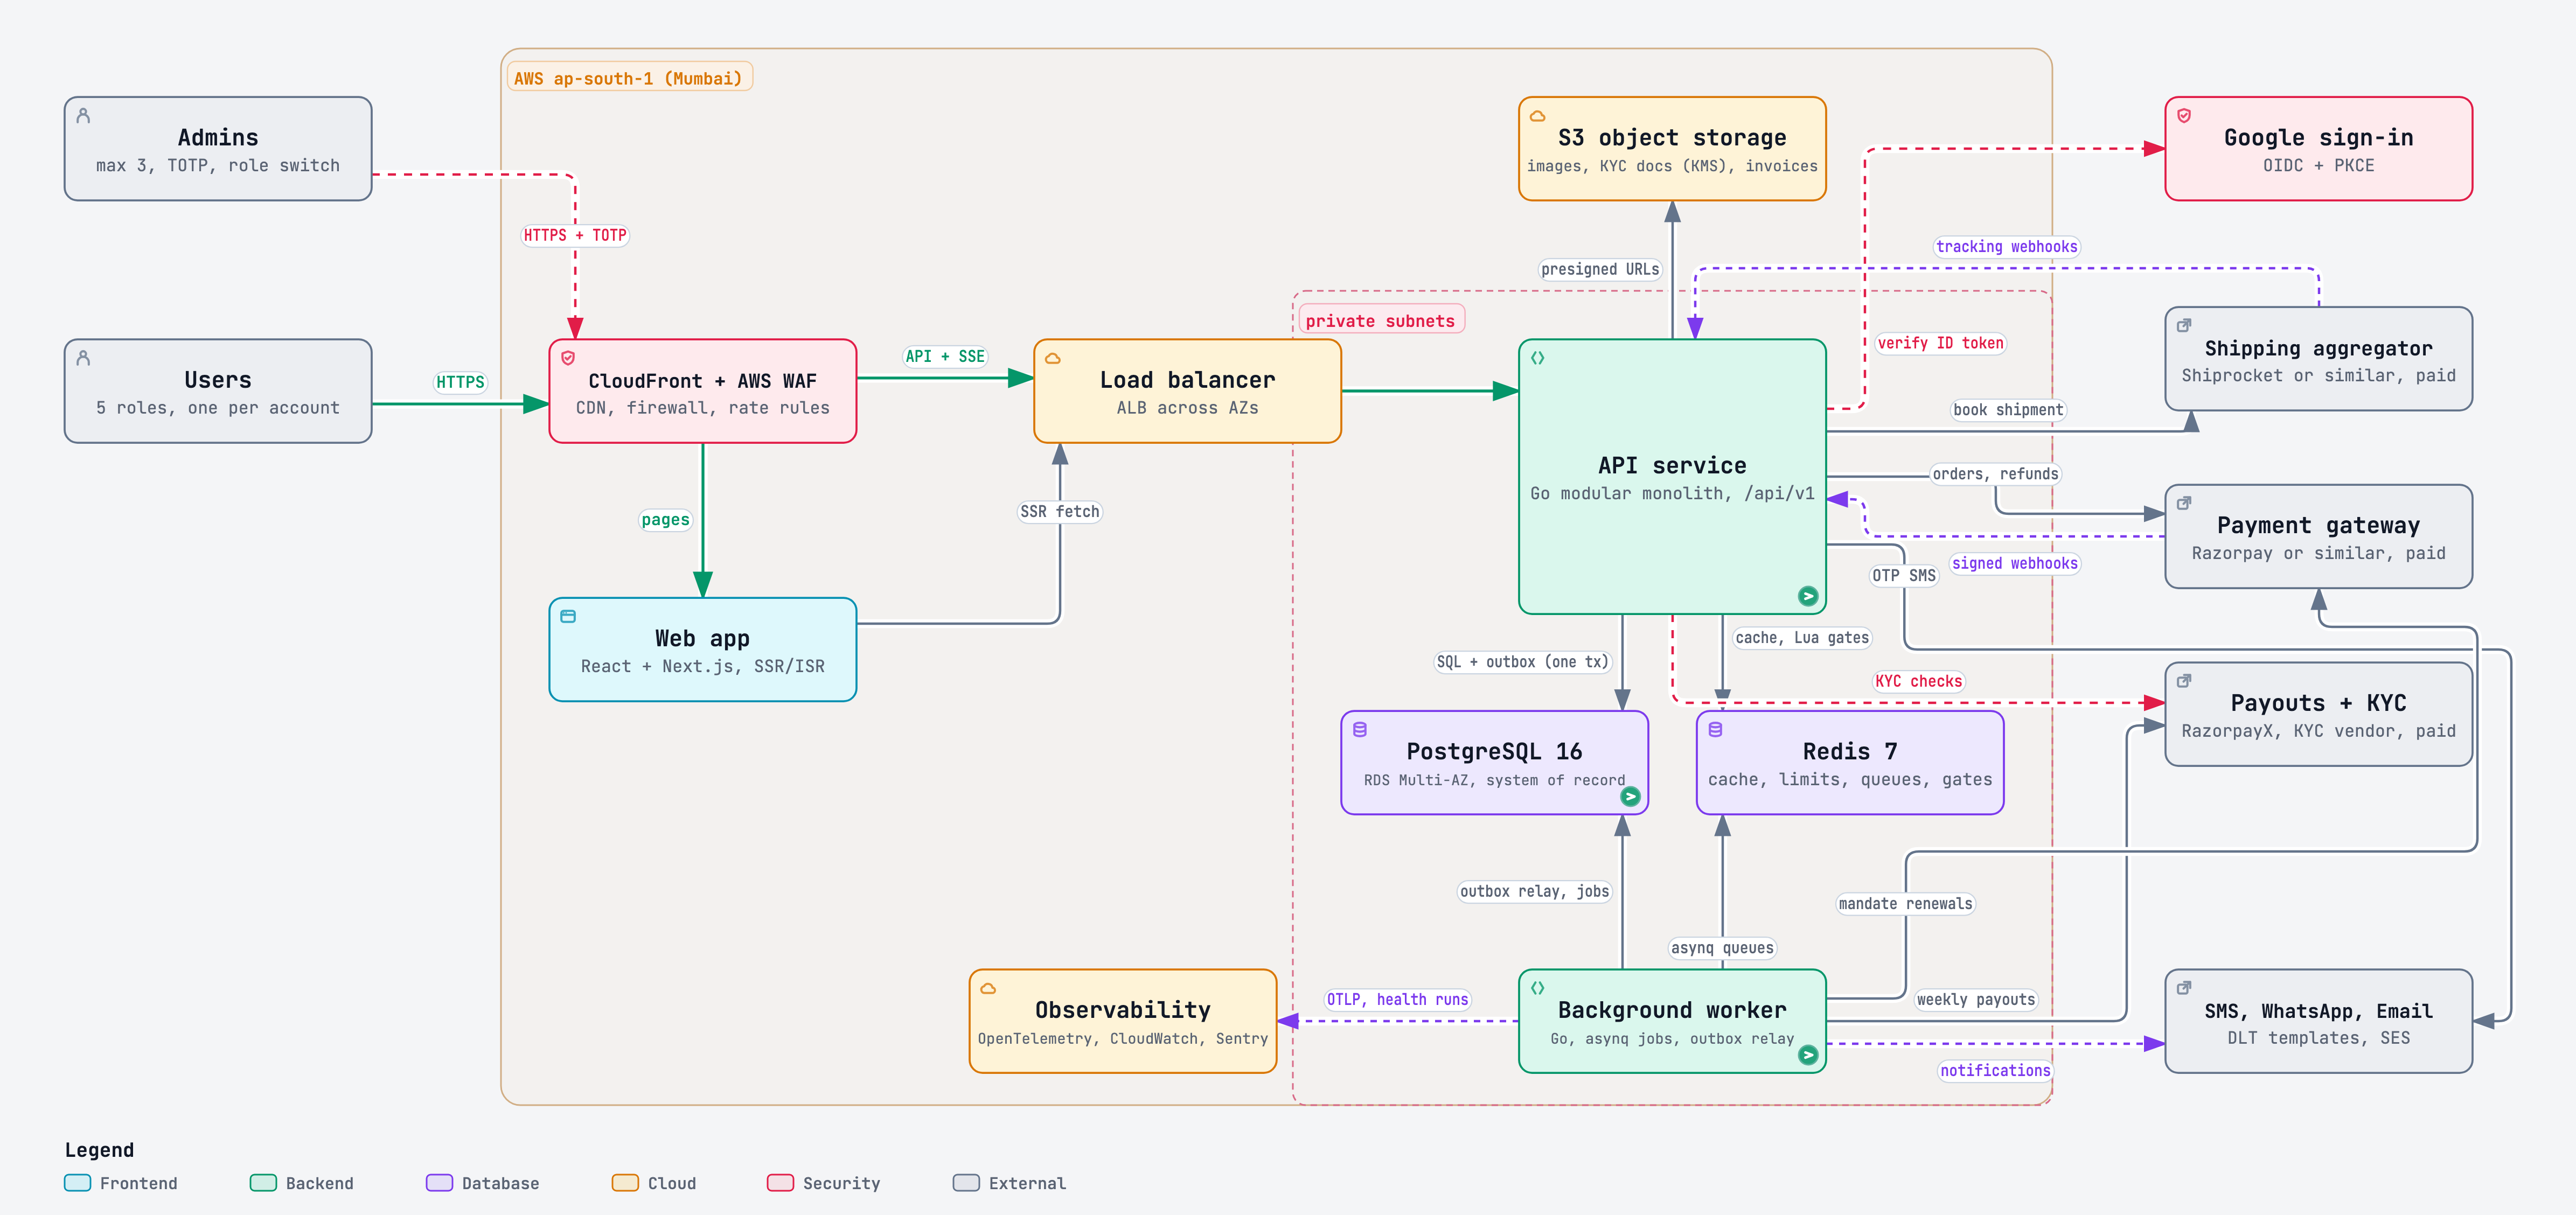 AWS ap-south-1 (Mumbai)
Admins
max 3, TOTP, role switch
S3 object storage
images, KYC docs (KMS), invoices
Google sign-in
OIDC + PKCE
HTTPS + TOTP
tracking webhooks
presigned URLs
private subnets
verify ID token
Users
5 roles, one per account
HTTPS
CloudFront + AWS WAF
CDN, firewall, rate rules
API + SSE
Load balancer
ALB across AZs
Shipping aggregator
Shiprocket or similar, paid
book shipment
API service
Go modular monolith, /api/v1
orders, refunds
Payment gateway
Razorpay or similar, paid
pages
SSR fetch
signed webhooks
OTP SMS
Web app
React + Next.js, SSR/ISR
cache, Lua gates
SQL + outbox (one tx)
KYC checks
Payouts + KYC
RazorpayX, KYC vendor, paid
PostgreSQL 16
RDS Multi-AZ, system of record
Redis 7
cache, limits, queues, gates
outbox relay, jobs
mandate renewals
asynq queues
Observability
OpenTelemetry, CloudWatch, Sentry
OTLP, health runs
Background worker
Go, asynq jobs, outbox relay
weekly payouts
SMS, WhatsApp, Email
DLT templates, SES
notifications
Legend
Frontend
Backend
Database
Cloud
Security
External